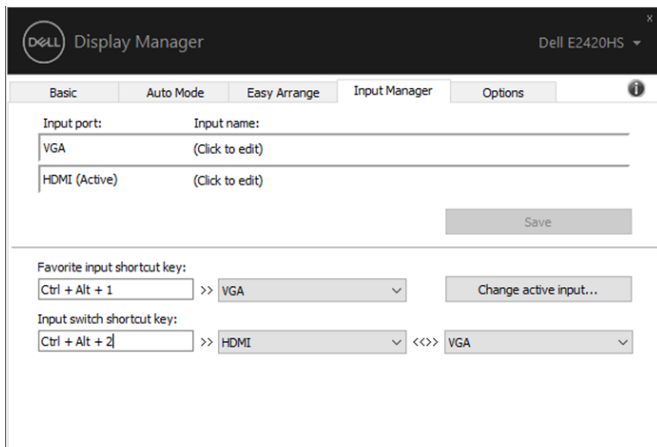 x
DELL Display Manager Dell E2420HS
Basic Auto Mode Easy Arrange Input Manager Options i
Input port: Input name:
VGA (Click to edit)
HDMI (Active) (Click to edit)
Save
Favorite input shortcut key:
Ctrl + Alt + 1 >> VGA Change active input...
Input switch shortcut key:
Ctrl + Alt + 2 >> HDMI <<>> VGA